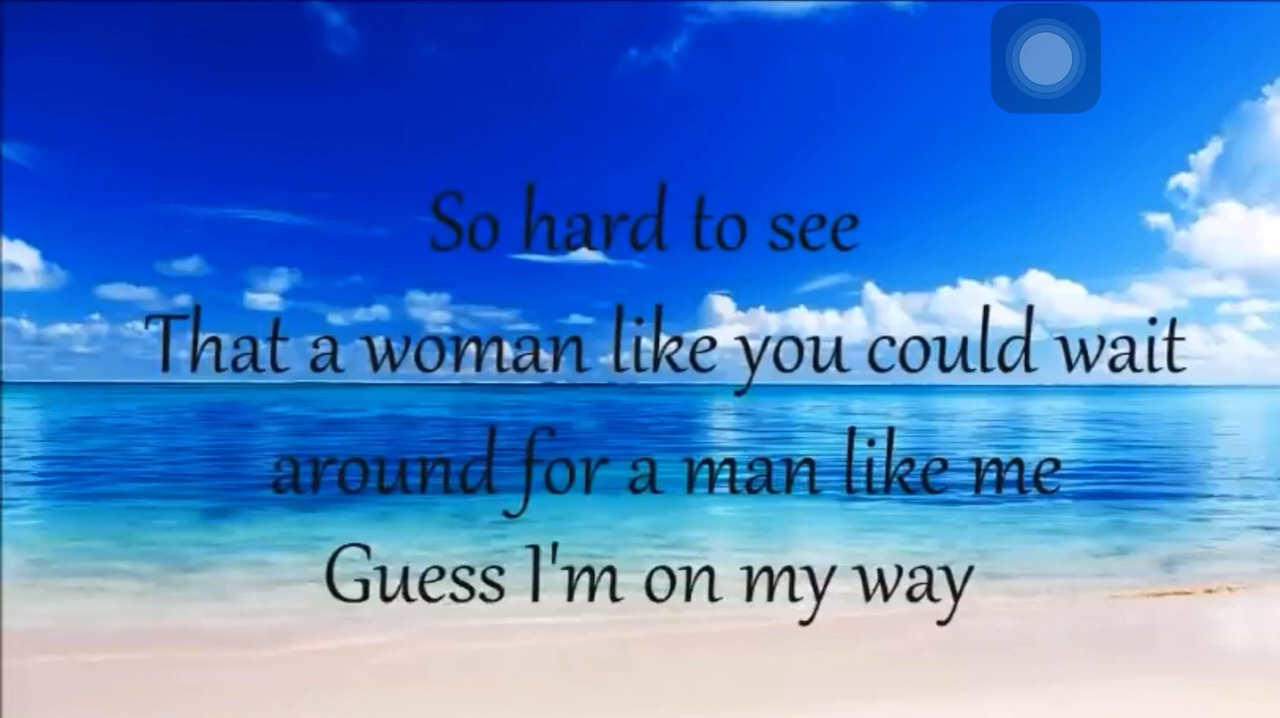 So hard to see
That a woman like you could wait
around for a man like me
Guess I'm on my way